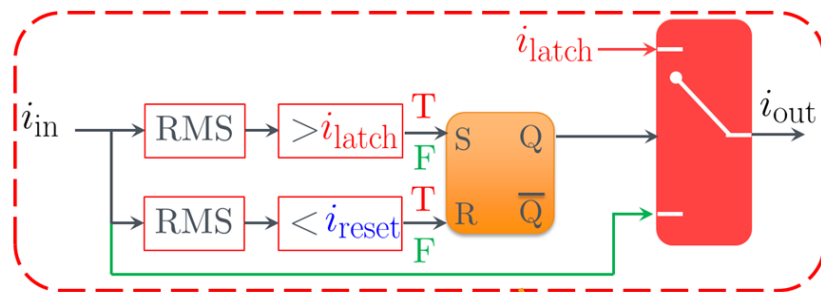 i_latch
i_in RMS > i_latch T F S Q i_out
RMS < i_reset T F R Q̅